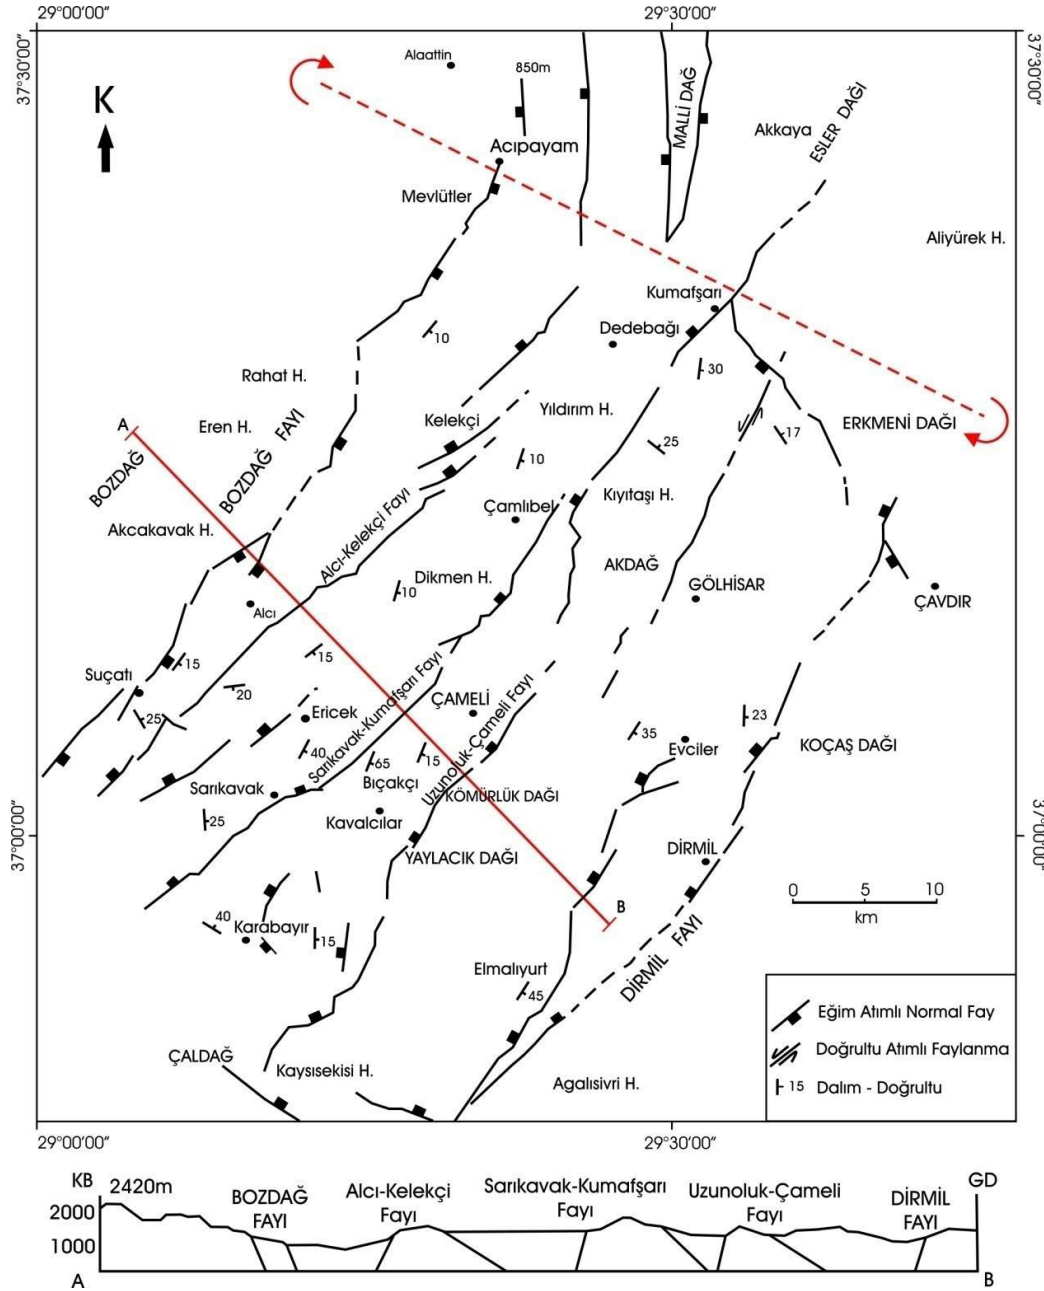 29°00'00"
29°30'00"
37°30'00"
37°30'00"
Alaattin
850m
K
MALLİ DAĞ
Akkaya
ESLER DAĞI
Acıpayam
Mevlütler
Aliyürek H.
Kumafşarı
Dedebağı
10
30
Rahat H.
Eren H.
BOZDAĞ FAYI
Kelekçi
Yıldırım H.
17
ERKMENİ DAĞI
A
BOZDAĞ
25
10
Akcakavak H.
Alcı-Kelekçi Fayı
Çamlıbel
Kıyıtaşı H.
Dikmen H.
10
AKDAĞ
GÖLHİSAR
ÇAVDIR
Alcı
15
15
Suçatı
20
25
Ericek
40
Sarıkavak-Kumafşarı Fayı
ÇAMELİ
Uzunoluk-Çameli Fayı
23
35
Evciler
KOÇAŞ DAĞI
65
15
Bıçakçı
Sarıkavak
KÖMÜRLÜK DAĞI
25
Kavalcılar
37°00'00"
37°00'00"
YAYLACIK DAĞI
DİRMİL
0 5 10
km
B
40
Karabayır
15
DİRMİL FAYI
Elmalıyurt
45
ÇALDAĞ
Kaysısekisi H.
Agalısivri H.
Eğim Atımlı Normal Fay
Doğrultu Atımlı Faylanma
15 Dalım - Doğrultu
29°00'00"
29°30'00"
KB
GD
2420m
2000
1000
BOZDAĞ
FAYI
Alcı-Kelekçi
Fayı
Sarıkavak-Kumafşarı
Fayı
Uzunoluk-Çameli
Fayı
DİRMİL
FAYI
A
B